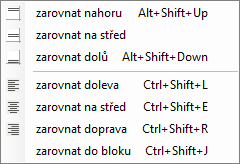 zarovnat nahoru Alt+Shift+Up
zarovnat na střed
zarovnat dolů Alt+Shift+Down
zarovnat doleva Ctrl+Shift+L
zarovnat na střed Ctrl+Shift+E
zarovnat doprava Ctrl+Shift+R
zarovnat do bloku Ctrl+Shift+J